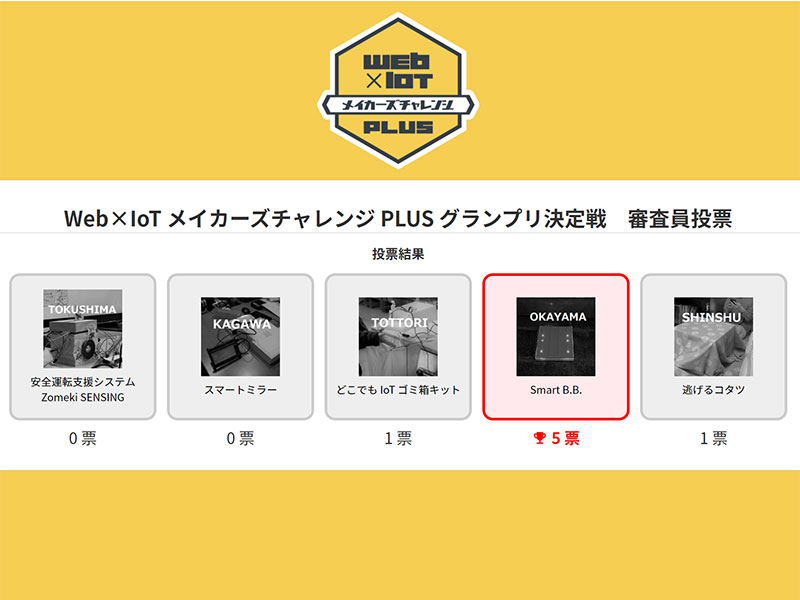 WEB
×IOT
メイカーズチャレンジ
PLUS
Web×IoT メイカーズチャレンジ PLUS グランプリ決定戦　審査員投票
投票結果
TOKUSHIMA
安全運転支援システム
Zomeki SENSING
0 票
KAGAWA
スマートミラー
0 票
TOTTORI
どこでも IoT ゴミ箱キット
1 票
OKAYAMA
Smart B.B.
5 票
SHINSHU
逃げるコタツ
1 票